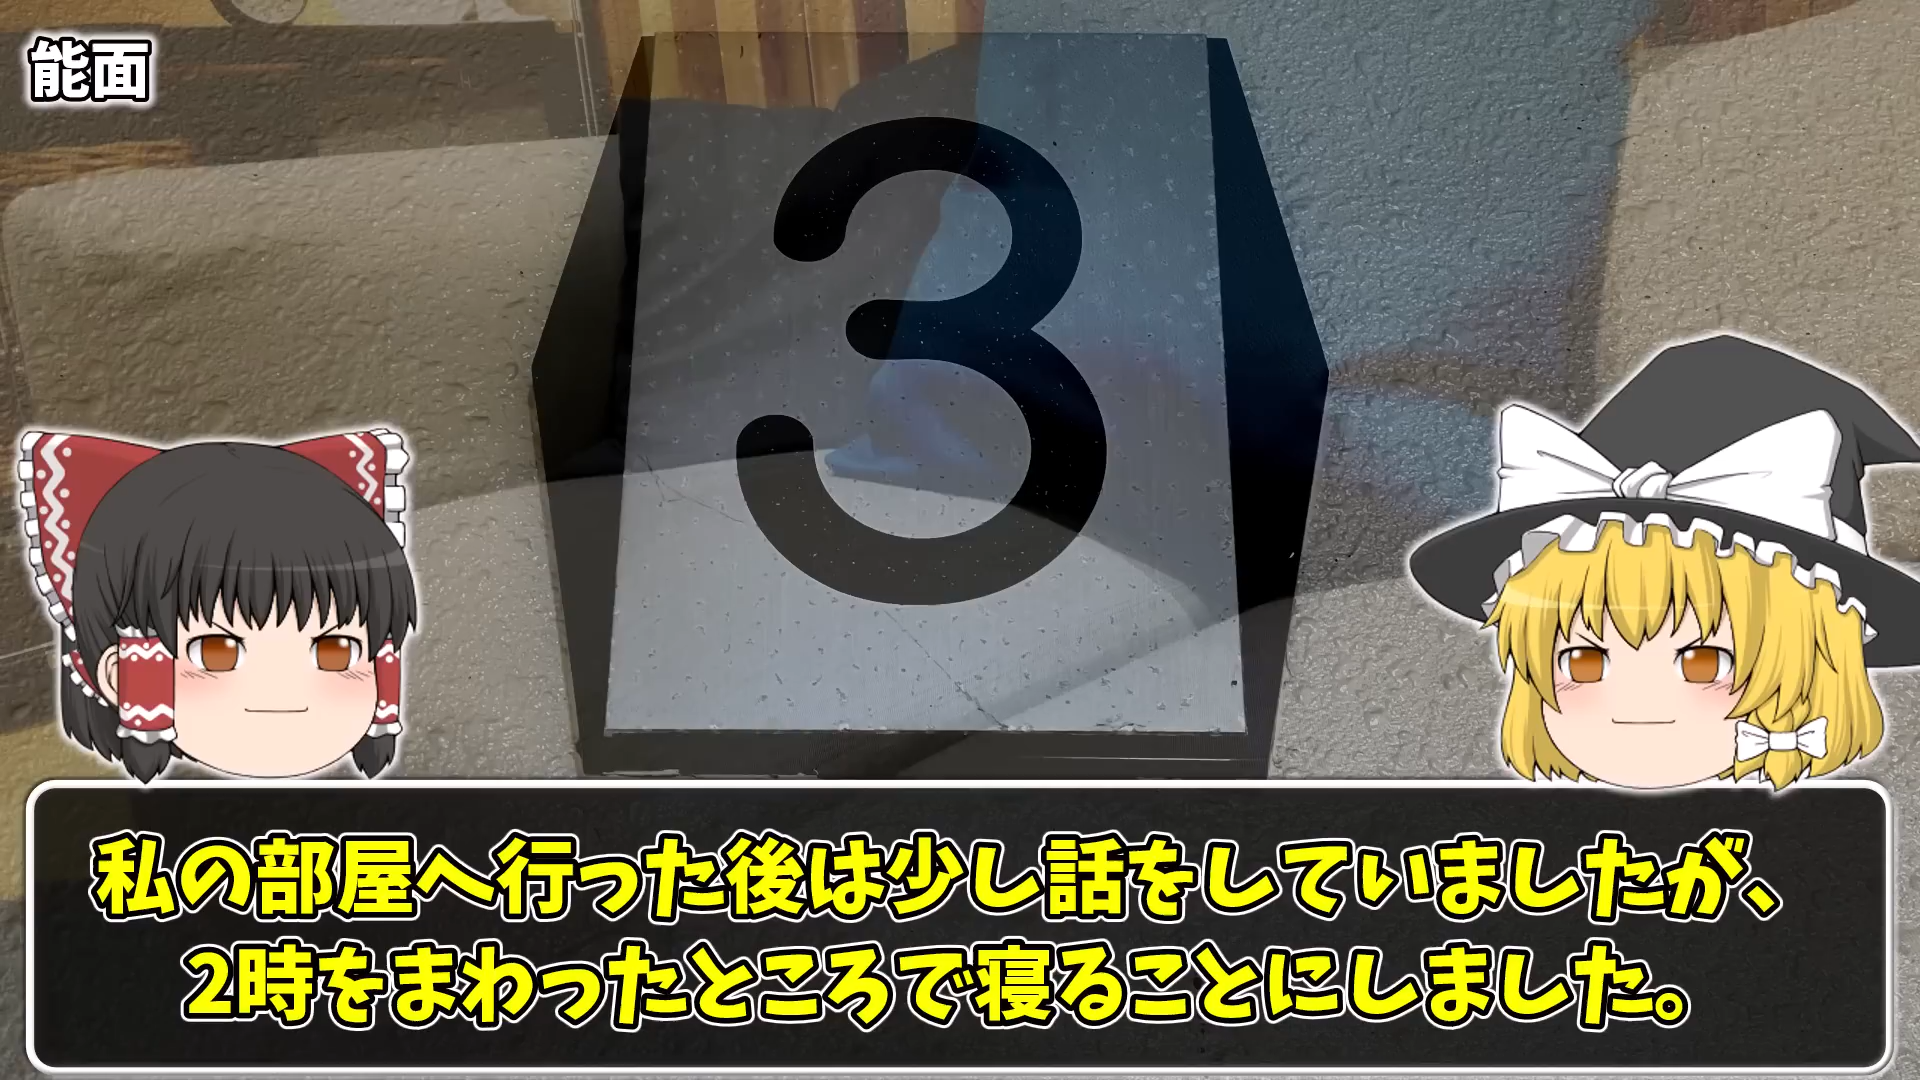 能面
3
私の部屋へ行った後は少し話をしていましたが、
2時をまわったところで寝ることにしました。